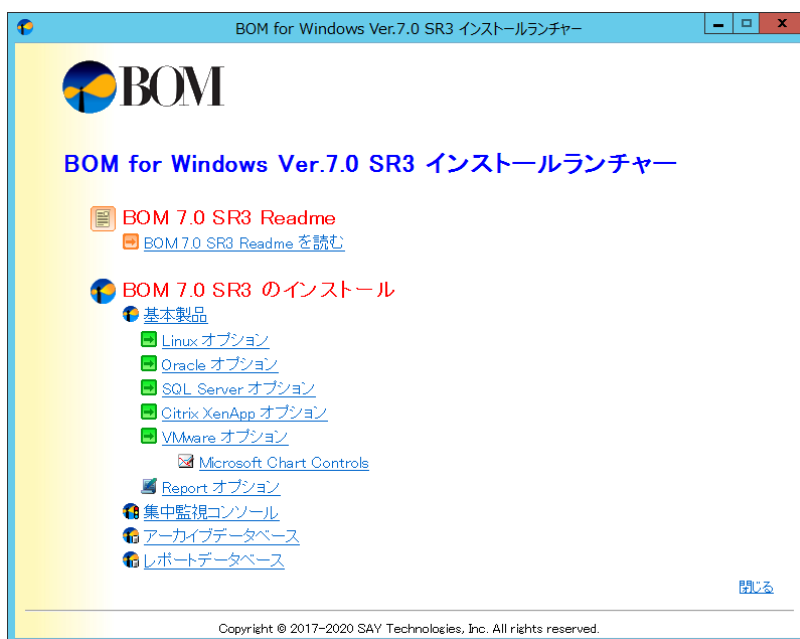 BOM for Windows Ver.7.0 SR3 インストールランチャー
BOM
BOM for Windows Ver.7.0 SR3 インストールランチャー
BOM 7.0 SR3 Readme
BOM 7.0 SR3 Readme を読む
BOM 7.0 SR3 のインストール
基本製品
Linux オプション
Oracle オプション
SQL Server オプション
Citrix XenApp オプション
VMware オプション
Microsoft Chart Controls
Report オプション
集中監視コンソール
アーカイブデータベース
レポートデータベース
閉じる
Copyright © 2017-2020 SAY Technologies, Inc. All rights reserved.